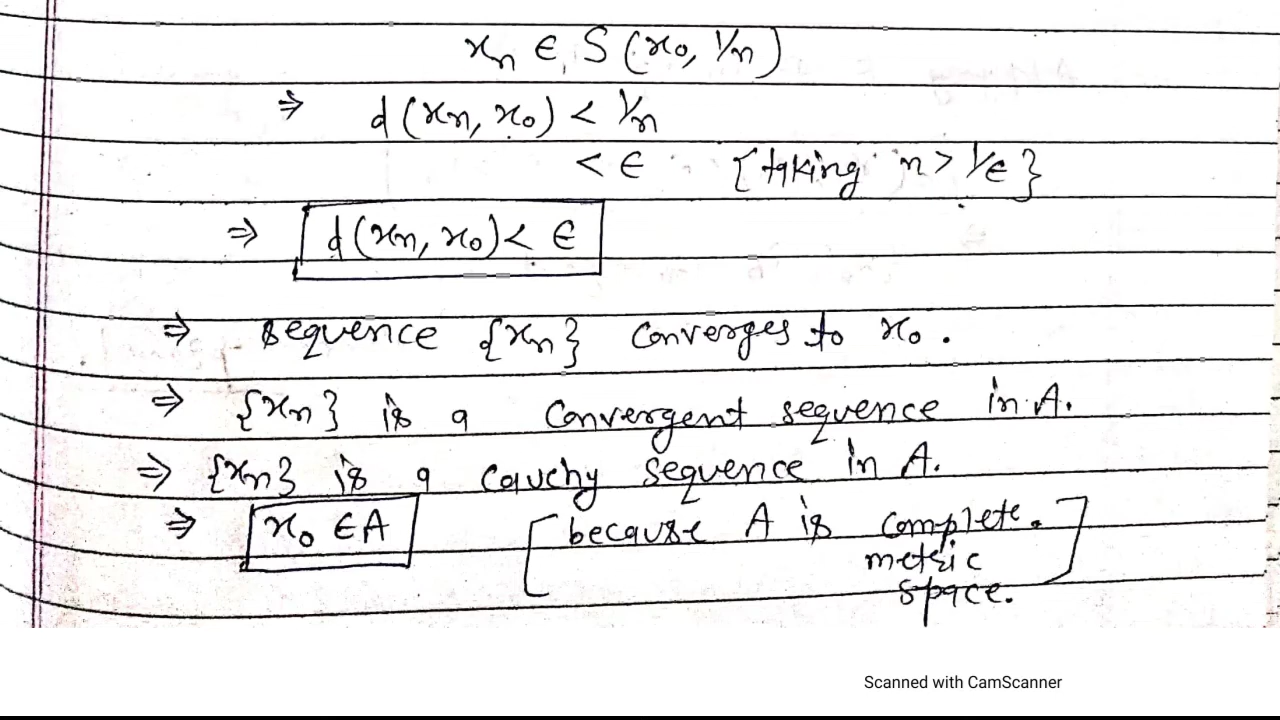 xₙ ∈ S (x₀, 1/n)
⇒ d (xₙ, x₀) < 1/n
< ϵ [taking n > 1/ϵ}
⇒ d (xₙ, x₀) < ϵ
⇒ sequence {xₙ} converges to x₀.
⇒ {xₙ} is a convergent sequence in A.
⇒ {xₙ} is a cauchy sequence in A.
⇒ x₀ ∈ A [because A is complete.
metric
space.]
Scanned with CamScanner